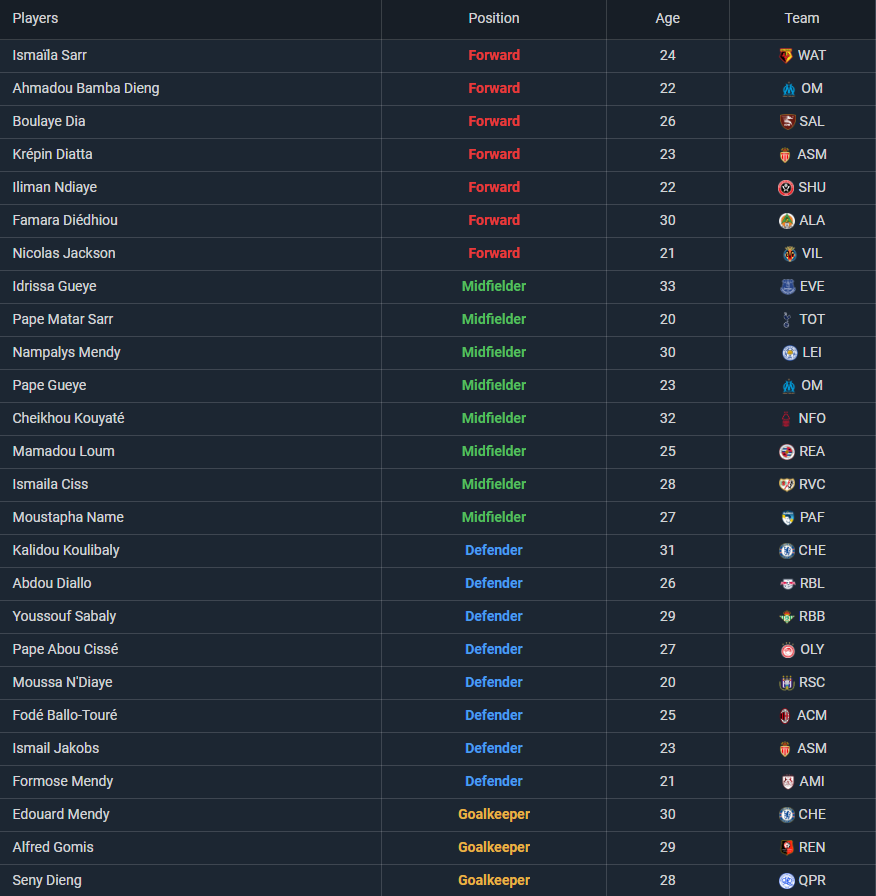 Players Position Age Team
Ismaïla Sarr Forward 24 WAT
Ahmadou Bamba Dieng Forward 22 OM
Boulaye Dia Forward 26 SAL
Krépin Diatta Forward 23 ASM
Iliman Ndiaye Forward 22 SHU
Famara Diédhiou Forward 30 ALA
Nicolas Jackson Forward 21 VIL
Idrissa Gueye Midfielder 33 EVE
Pape Matar Sarr Midfielder 20 TOT
Nampalys Mendy Midfielder 30 LEI
Pape Gueye Midfielder 23 OM
Cheikhou Kouyaté Midfielder 32 NFO
Mamadou Loum Midfielder 25 REA
Ismaila Ciss Midfielder 28 RVC
Moustapha Name Midfielder 27 PAF
Kalidou Koulibaly Defender 31 CHE
Abdou Diallo Defender 26 RBL
Youssouf Sabaly Defender 29 RBB
Pape Abou Cissé Defender 27 OLY
Moussa N'Diaye Defender 20 RSC
Fodé Ballo-Touré Defender 25 ACM
Ismail Jakobs Defender 23 ASM
Formose Mendy Defender 21 AMI
Edouard Mendy Goalkeeper 30 CHE
Alfred Gomis Goalkeeper 29 REN
Seny Dieng Goalkeeper 28 QPR